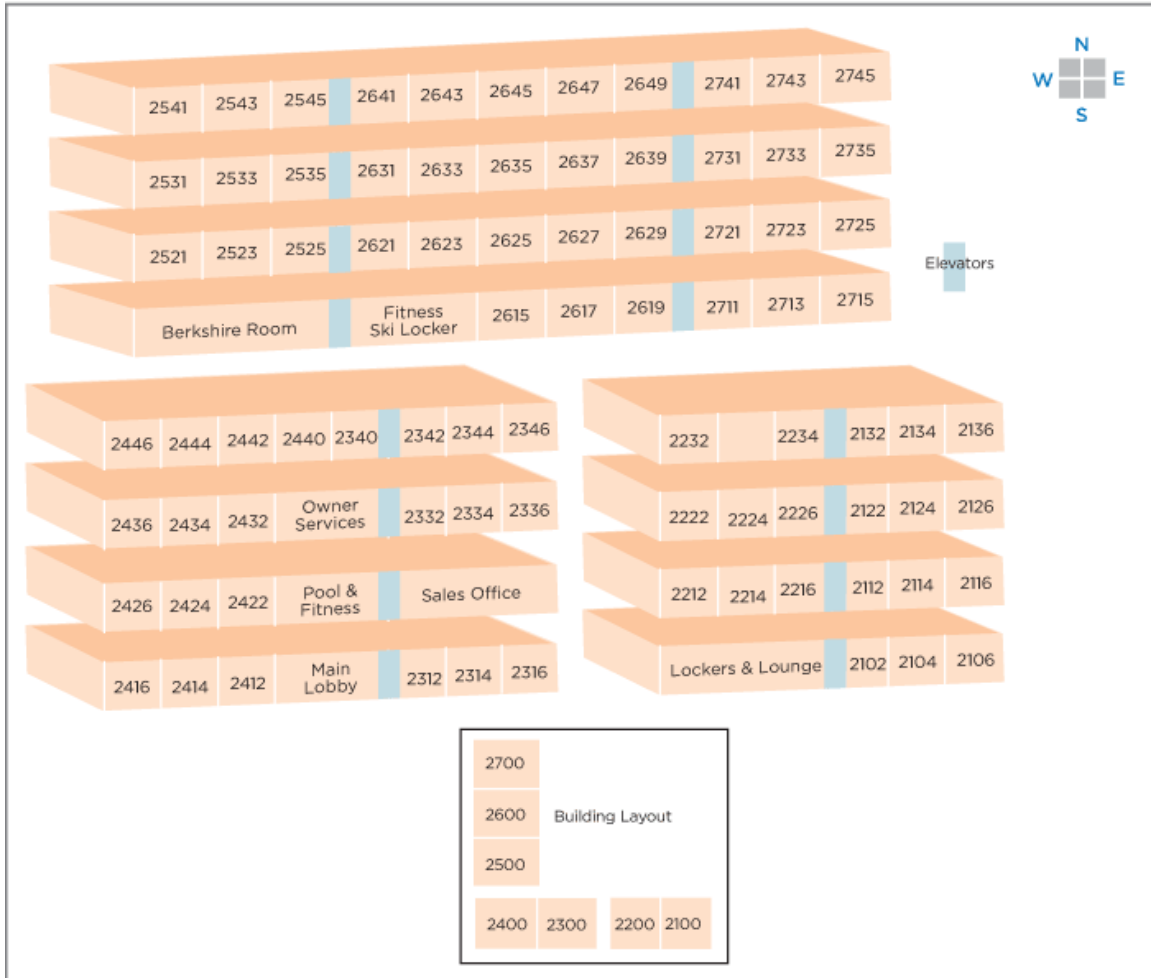 N
W E
S
2541 2543 2545 2641 2643 2645 2647 2649 2741 2743 2745
2531 2533 2535 2631 2633 2635 2637 2639 2731 2733 2735
2521 2523 2525 2621 2623 2625 2627 2629 2721 2723 2725
Elevators
Berkshire Room Fitness
Ski Locker 2615 2617 2619 2711 2713 2715
2446 2444 2442 2440 2340 2342 2344 2346
2436 2434 2432 Owner
Services 2332 2334 2336
2426 2424 2422 Pool &
Fitness Sales Office
2416 2414 2412 Main
Lobby 2312 2314 2316
2232 2234 2132 2134 2136
2222 2224 2226 2122 2124 2126
2212 2214 2216 2112 2114 2116
Lockers & Lounge 2102 2104 2106
2700
2600 Building Layout
2500
2400 2300 2200 2100